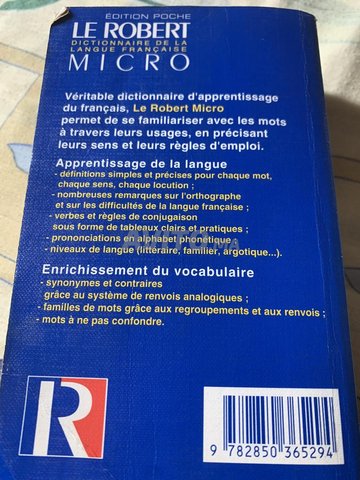 ÉDITION POCHE
LE ROBERT
DICTIONNAIRE DE LA
LANGUE FRANÇAISE
MICRO
Véritable dictionnaire d'apprentissage
du français, Le Robert Micro
permet de se familiariser avec les mots
à travers leurs usages, en précisant
leurs sens et leurs règles d'emploi.
Apprentissage de la langue
- définitions simples et précises pour chaque mot,
chaque sens, chaque locution ;
- nombreuses remarques sur l'orthographe
et sur les difficultés de la langue française ;
- verbes et règles de conjugaison
sous forme de tableaux clairs et pratiques ;
- prononciations en alphabet phonétique ;
- niveaux de langue (littéraire, familier, argotique...).
Enrichissement du vocabulaire
- synonymes et contraires
grâce au système de renvois analogiques ;
- familles de mots grâce aux regroupements et aux renvois ;
- mots à ne pas confondre.
R
9 782850 365294